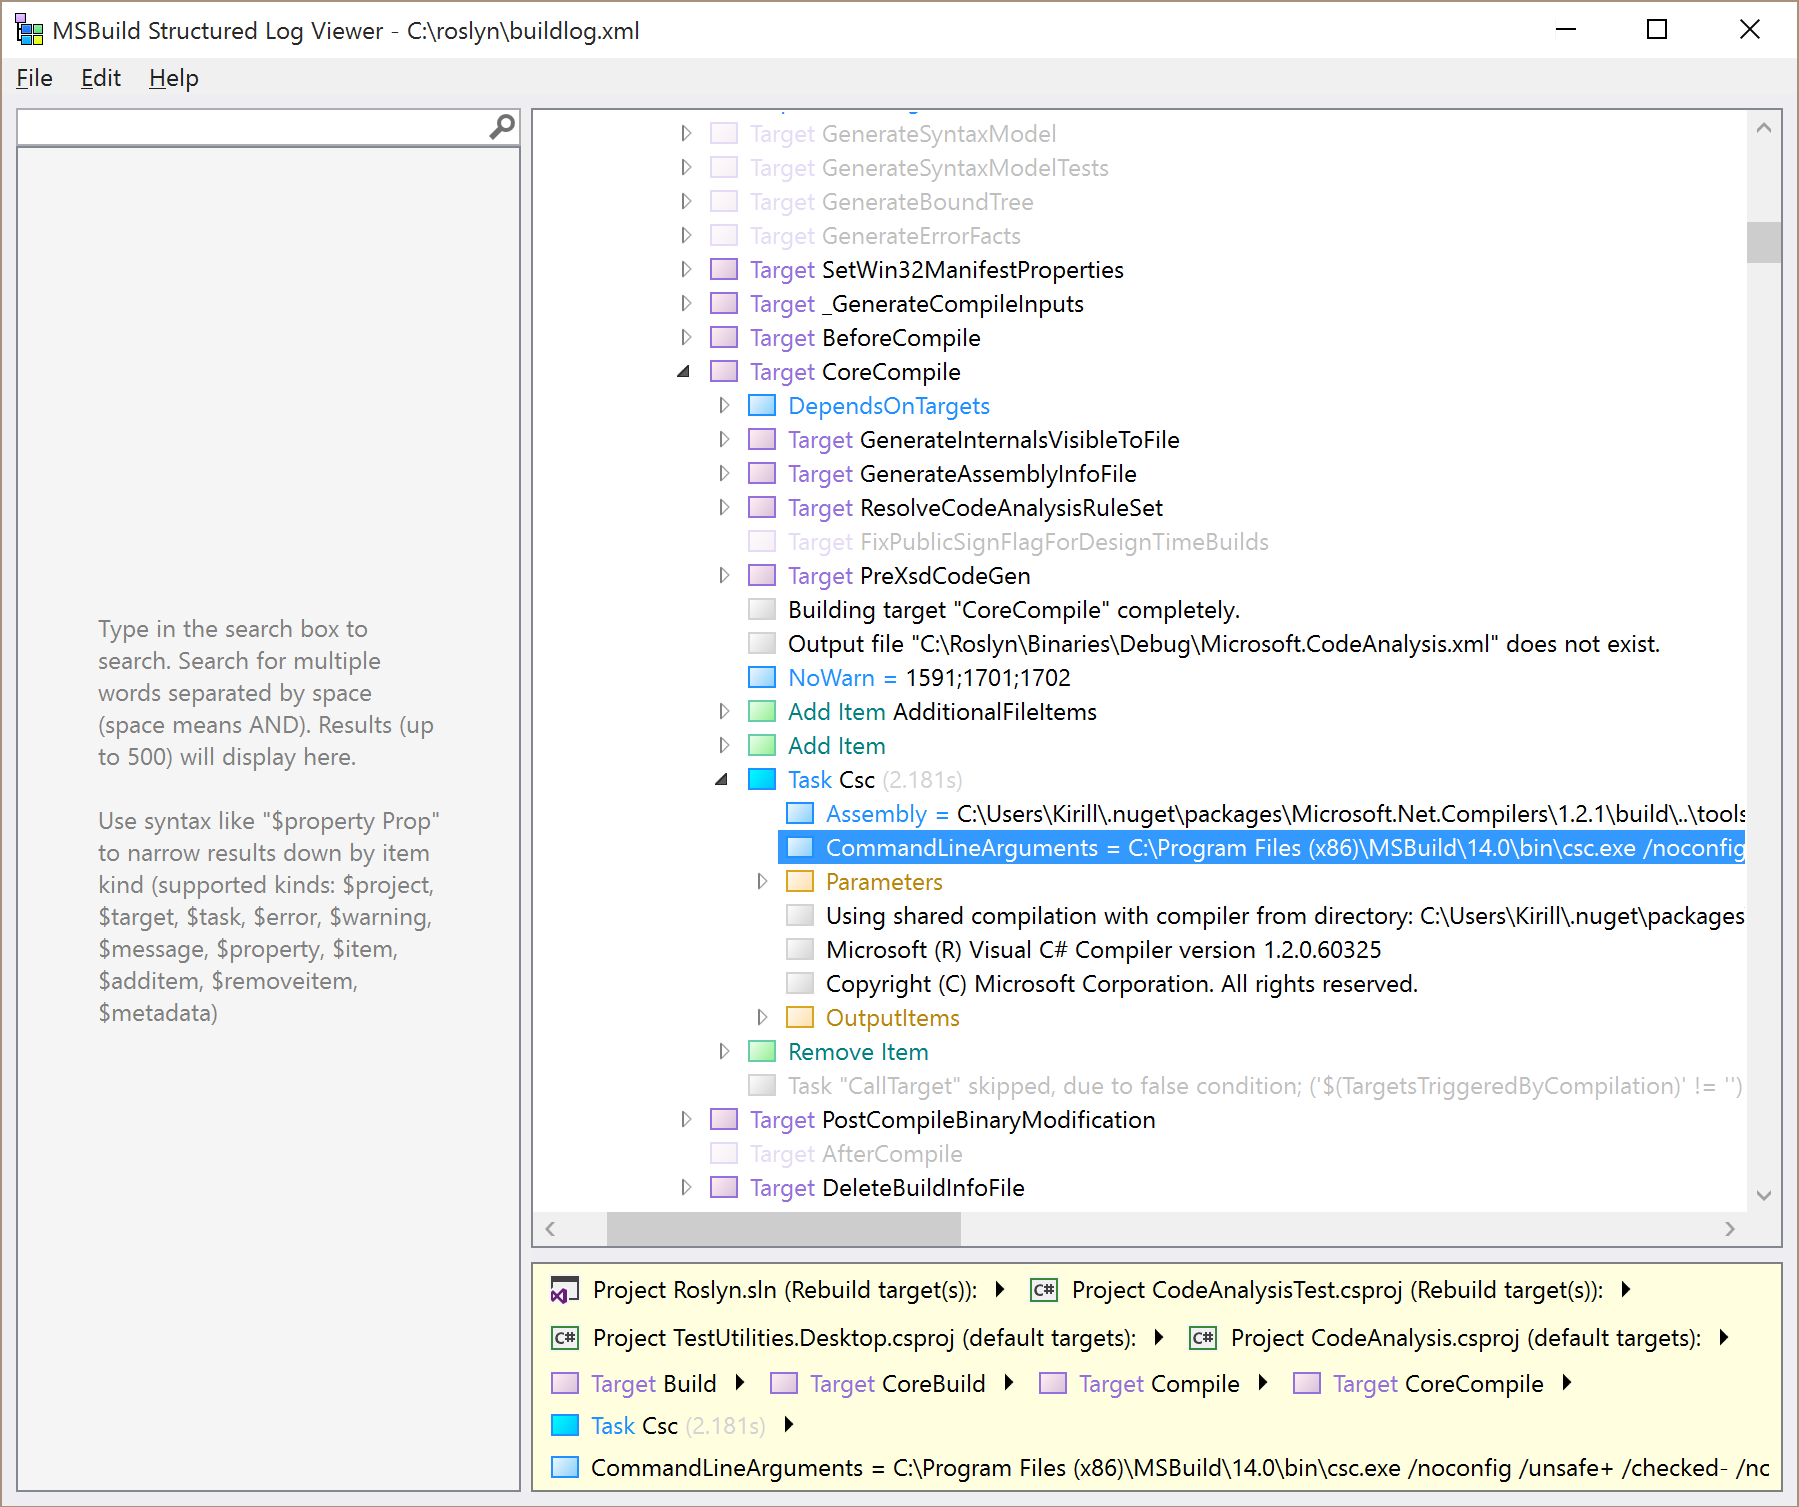 MSBuild Structured Log Viewer - C:\roslyn\buildlog.xml
File Edit Help
Type in the search box to
search. Search for multiple
words separated by space
(space means AND). Results (up
to 500) will display here.
Use syntax like "$property Prop"
to narrow results down by item
kind (supported kinds: $project,
$target, $task, $error, $warning,
$message, $property, $item,
$additem, $removeitem,
$metadata)
Target GenerateSyntaxModel
Target GenerateSyntaxModelTests
Target GenerateBoundTree
Target GenerateErrorFacts
Target SetWin32ManifestProperties
Target _GenerateCompileInputs
Target BeforeCompile
Target CoreCompile
DependsOnTargets
Target GenerateInternalsVisibleToFile
Target GenerateAssemblyInfoFile
Target ResolveCodeAnalysisRuleSet
Target FixPublicSignFlagForDesignTimeBuilds
Target PreXsdCodeGen
Building target "CoreCompile" completely.
Output file "C:\Roslyn\Binaries\Debug\Microsoft.CodeAnalysis.xml" does not exist.
NoWarn = 1591;1701;1702
Add Item AdditionalFileItems
Add Item
Task Csc (2.181s)
Assembly = C:\Users\Kirill\.nuget\packages\Microsoft.Net.Compilers\1.2.1\build\..\tools
CommandLineArguments = C:\Program Files (x86)\MSBuild\14.0\bin\csc.exe /noconfig
Parameters
Using shared compilation with compiler from directory: C:\Users\Kirill\.nuget\packages
Microsoft (R) Visual C# Compiler version 1.2.0.60325
Copyright (C) Microsoft Corporation. All rights reserved.
OutputItems
Remove Item
Task "CallTarget" skipped, due to false condition; ('$(TargetsTriggeredByCompilation)' != '')
Target PostCompileBinaryModification
Target AfterCompile
Target DeleteBuildInfoFile
Project Roslyn.sln (Rebuild target(s)): C# Project CodeAnalysisTest.csproj (Rebuild target(s)):
C# Project TestUtilities.Desktop.csproj (default targets): C# Project CodeAnalysis.csproj (default targets):
Target Build Target CoreBuild Target Compile Target CoreCompile
Task Csc (2.181s)
CommandLineArguments = C:\Program Files (x86)\MSBuild\14.0\bin\csc.exe /noconfig /unsafe+ /checked- /nc